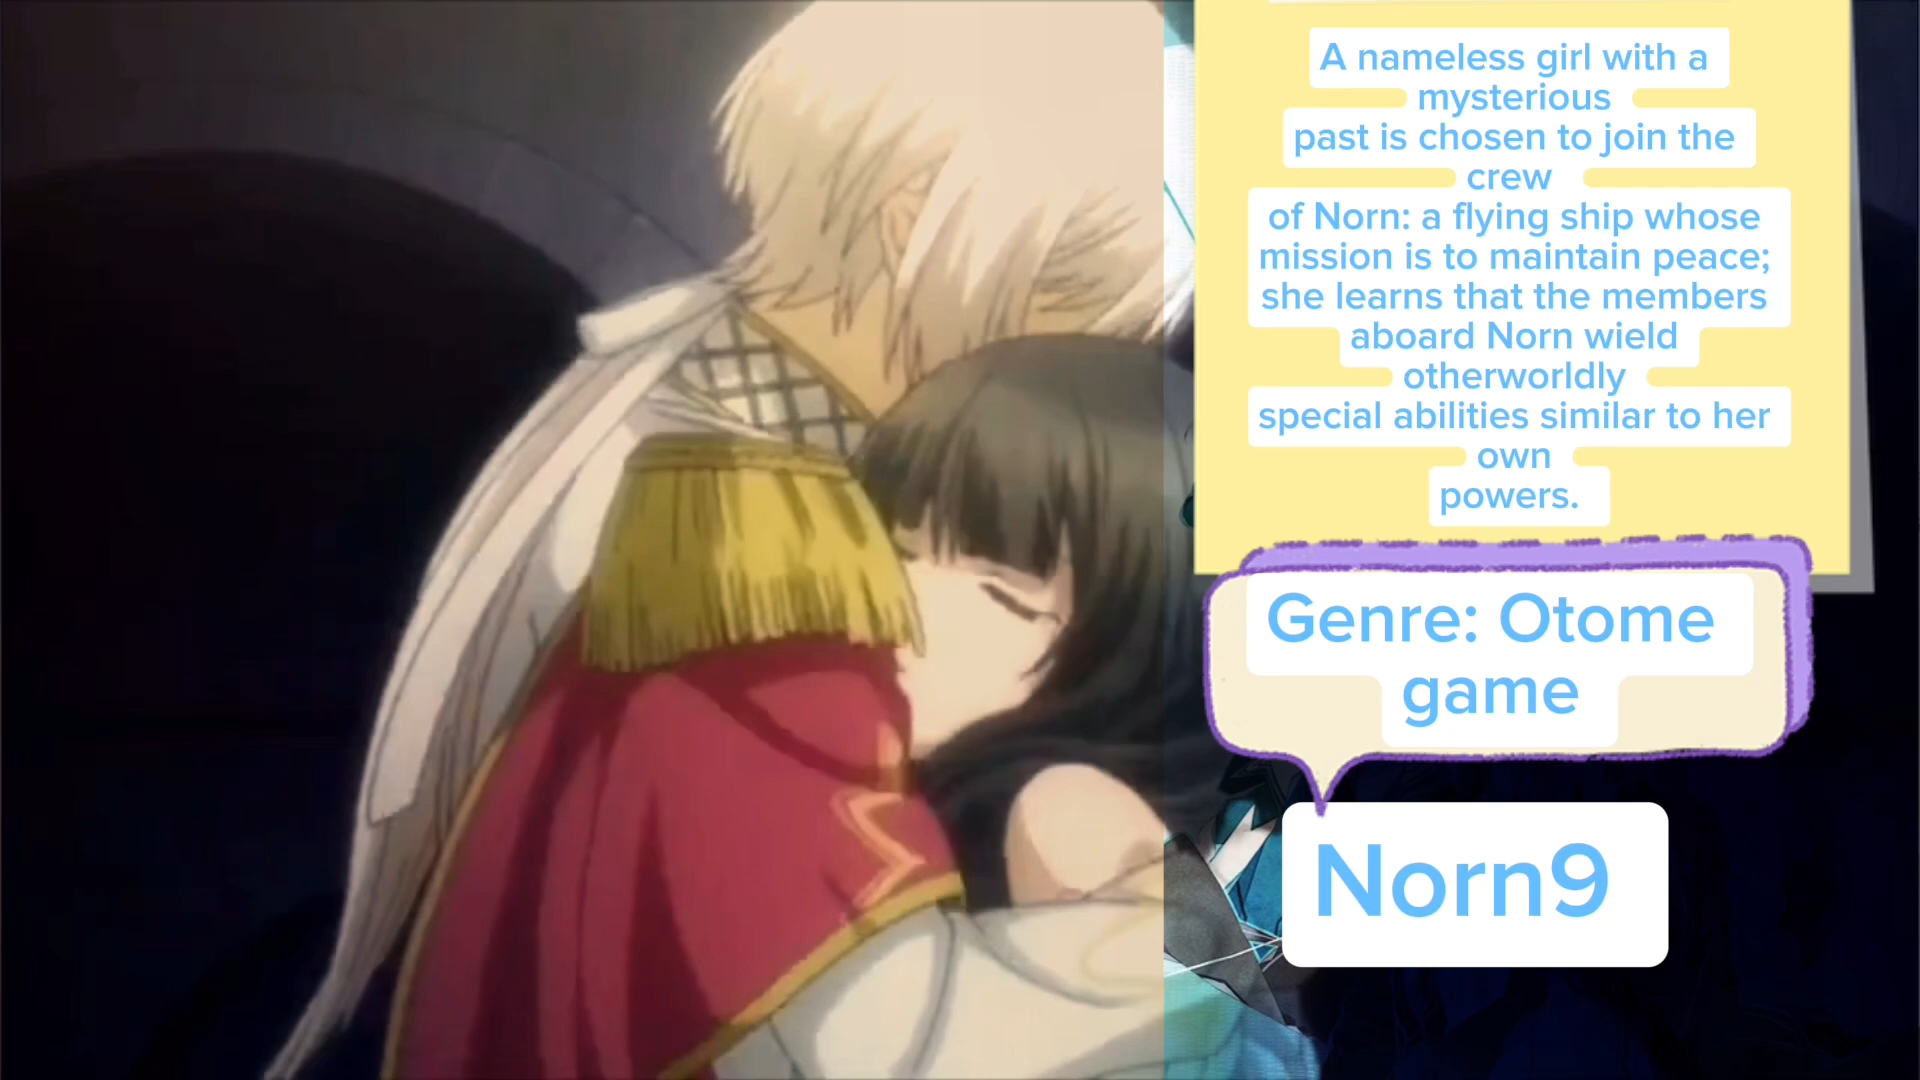 A nameless girl with a
mysterious
past is chosen to join the
crew
of Norn: a flying ship whose
mission is to maintain peace;
she learns that the members
aboard Norn wield
otherworldly
special abilities similar to her
own
powers.
Genre: Otome
game
Norn9